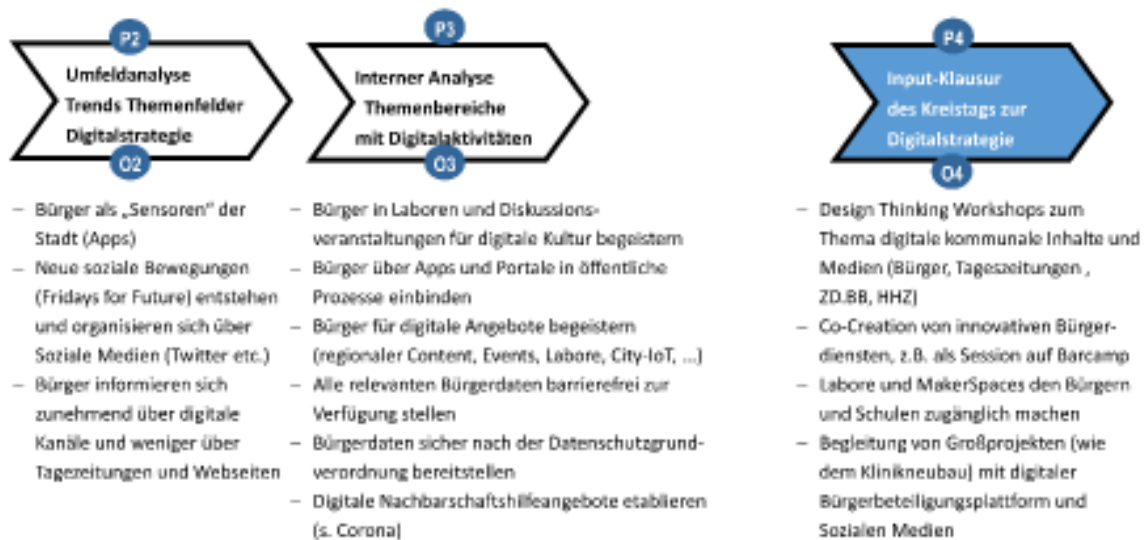 P2
Umfeldanalyse
Trends Themenfelder
Digitalstrategie
O2
– Bürger als „Sensoren" der
Stadt (Apps)
– Neue soziale Bewegungen
(Fridays for Future) entstehen
und organisieren sich über
Soziale Medien (Twitter etc.)
– Bürger informieren sich
zunehmend über digitale
Kanäle und weniger über
Tagezeitungen und Webseiten
P3
Interner Analyse
Themenbereiche
mit Digitalaktivitäten
O3
– Bürger in Laboren und Diskussions-
veranstaltungen für digitale Kultur begeistern
– Bürger über Apps und Portale in öffentliche
Prozesse einbinden
– Bürger für digitale Angebote begeistern
(regionaler Content, Events, Labore, City-IoT, ...)
– Alle relevanten Bürgerdaten barrierefrei zur
Verfügung stellen
– Bürgerdaten sicher nach der Datenschutzgrund-
verordnung bereitstellen
– Digitale Nachbarschaftshilfeangebote etablieren
(s. Corona)
P4
Input-Klausur
des Kreistags zur
Digitalstrategie
O4
– Design Thinking Workshops zum
Thema digitale kommunale Inhalte und
Medien (Bürger, Tageszeitungen ,
ZD.BB, HHZ)
– Co-Creation von innovativen Bürger-
diensten, z.B. als Session auf Barcamp
– Labore und MakerSpaces den Bürgern
und Schulen zugänglich machen
– Begleitung von Großprojekten (wie
dem Klinikneubau) mit digitaler
Bürgerbeteiligungsplattform und
Sozialen Medien